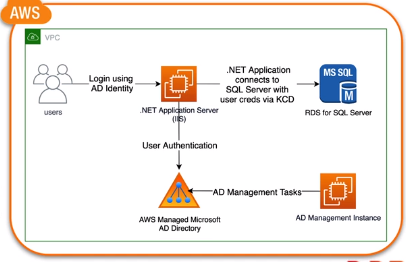 AWS
VPC
Login using
AD Identity
.NET Application
connects to
SQL Server with
user creds via KCD
MS SQL
M
users
.NET Application Server
(IIS)
RDS for SQL Server
User Authentication
AD Management Tasks
AWS Managed Microsoft
AD Directory
AD Management Instance